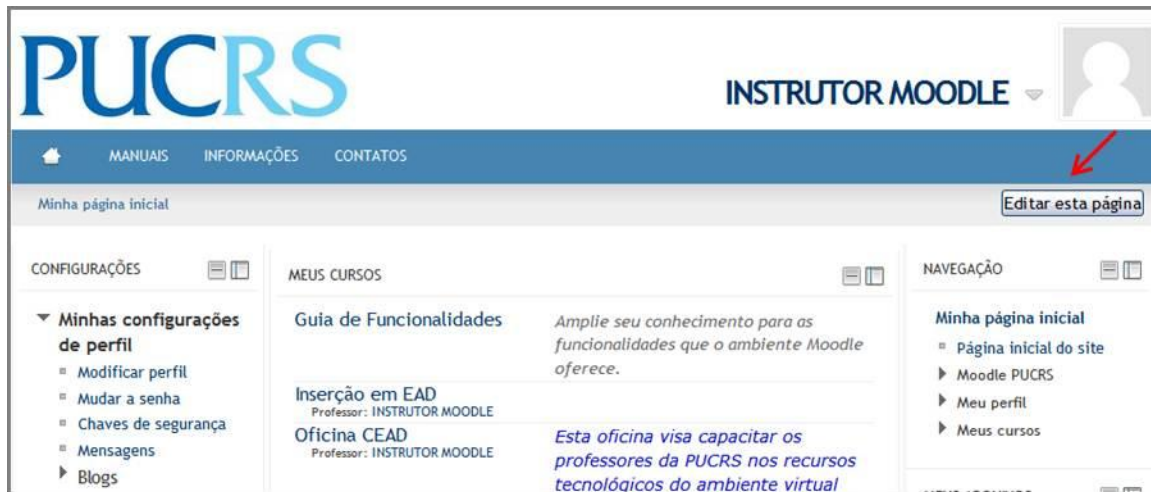 PUCRS
INSTRUTOR MOODLE
MANUAIS INFORMAÇÕES CONTATOS
Minha página inicial
Editar esta página
CONFIGURAÇÕES
Minhas configurações
de perfil
Modificar perfil
Mudar a senha
Chaves de segurança
Mensagens
Blogs
MEUS CURSOS
Guia de Funcionalidades
Amplie seu conhecimento para as
funcionalidades que o ambiente Moodle
oferece.
Inserção em EAD
Professor: INSTRUTOR MOODLE
Oficina CEAD
Professor: INSTRUTOR MOODLE
Esta oficina visa capacitar os
professores da PUCRS nos recursos
tecnológicos do ambiente virtual
NAVEGAÇÃO
Minha página inicial
Página inicial do site
Moodle PUCRS
Meu perfil
Meus cursos